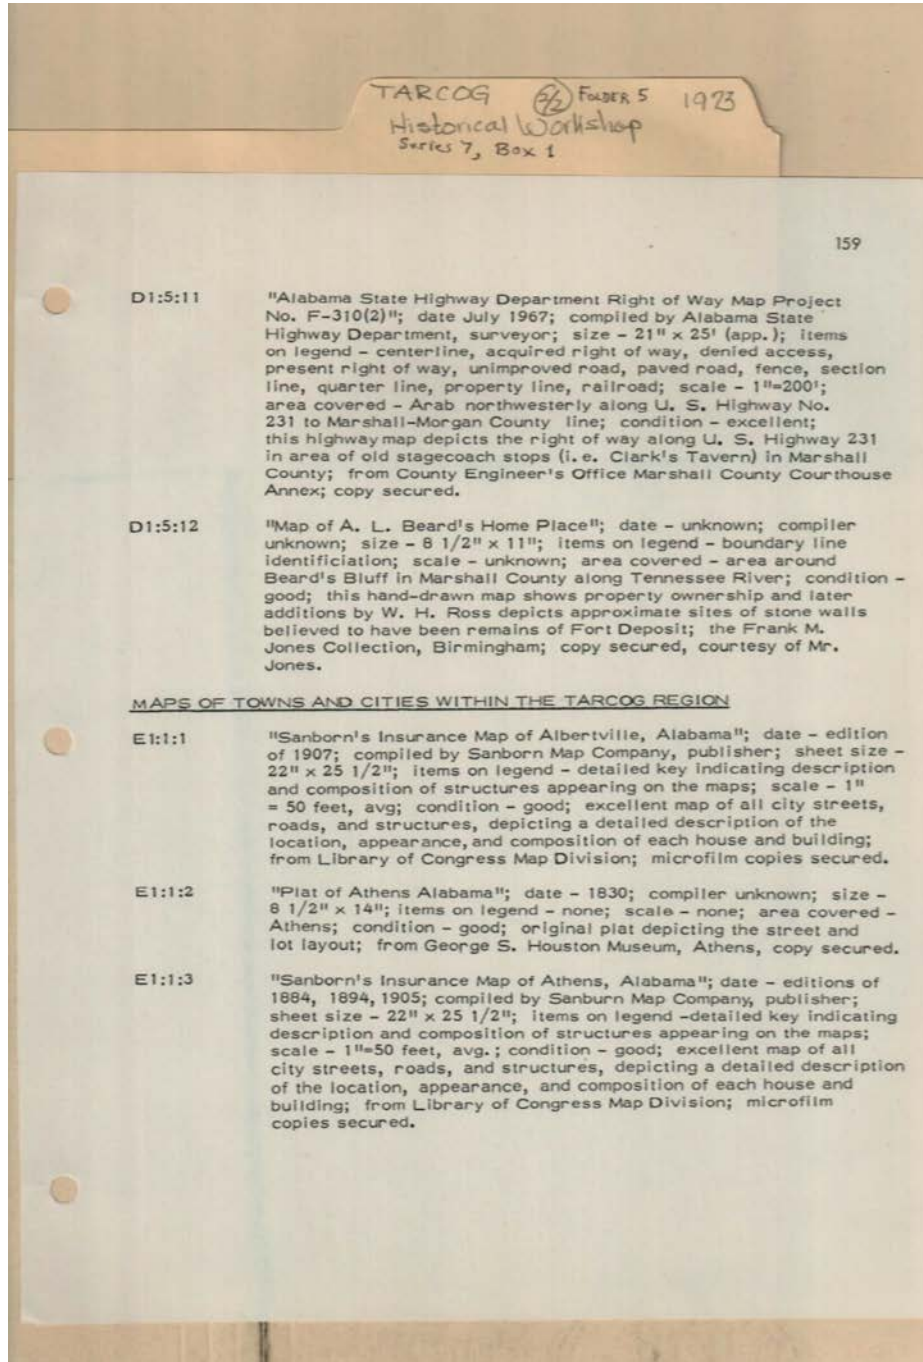 TARCOG 2/2 FOLDER 5 1973
Historical Workshop
Series 7, Box 1
159
D1:5:11 "Alabama State Highway Department Right of Way Map Project
No. F-310(2)"; date July 1967; compiled by Alabama State
Highway Department, surveyor; size - 21" x 25' (app.); items
on legend - centerline, acquired right of way, denied access,
present right of way, unimproved road, paved road, fence, section
line, quarter line, property line, railroad; scale - 1"=200';
area covered - Arab northwesterly along U. S. Highway No.
231 to Marshall-Morgan County line; condition - excellent;
this highway map depicts the right of way along U. S. Highway 231
in area of old stagecoach stops (i. e. Clark's Tavern) in Marshall
County; from County Engineer's Office Marshall County Courthouse
Annex; copy secured.
D1:5:12 "Map of A. L. Beard's Home Place"; date - unknown; compiler
unknown; size - 8 1/2" x 11"; items on legend - boundary line
identificiation; scale - unknown; area covered - area around
Beard's Bluff in Marshall County along Tennessee River; condition -
good; this hand-drawn map shows property ownership and later
additions by W. H. Ross depicts approximate sites of stone walls
believed to have been remains of Fort Deposit; the Frank M.
Jones Collection, Birmingham; copy secured, courtesy of Mr.
Jones.
MAPS OF TOWNS AND CITIES WITHIN THE TARCOG REGION
E1:1:1 "Sanborn's Insurance Map of Albertville, Alabama"; date - edition
of 1907; compiled by Sanborn Map Company, publisher; sheet size -
22" x 25 1/2"; items on legend - detailed key indicating description
and composition of structures appearing on the maps; scale - 1"
= 50 feet, avg; condition - good; excellent map of all city streets,
roads, and structures, depicting a detailed description of the
location, appearance, and composition of each house and building;
from Library of Congress Map Division; microfilm copies secured.
E1:1:2 "Plat of Athens Alabama"; date - 1830; compiler unknown; size -
8 1/2" x 14"; items on legend - none; scale - none; area covered -
Athens; condition - good; original plat depicting the street and
lot layout; from George S. Houston Museum, Athens, copy secured.
E1:1:3 "Sanborn's Insurance Map of Athens, Alabama"; date - editions of
1884, 1894, 1905; compiled by Sanburn Map Company, publisher;
sheet size - 22" x 25 1/2"; items on legend -detailed key indicating
description and composition of structures appearing on the maps;
scale - 1"=50 feet, avg. ; condition - good; excellent map of all
city streets, roads, and structures, depicting a detailed description
of the location, appearance, and composition of each house and
building; from Library of Congress Map Division; microfilm
copies secured.